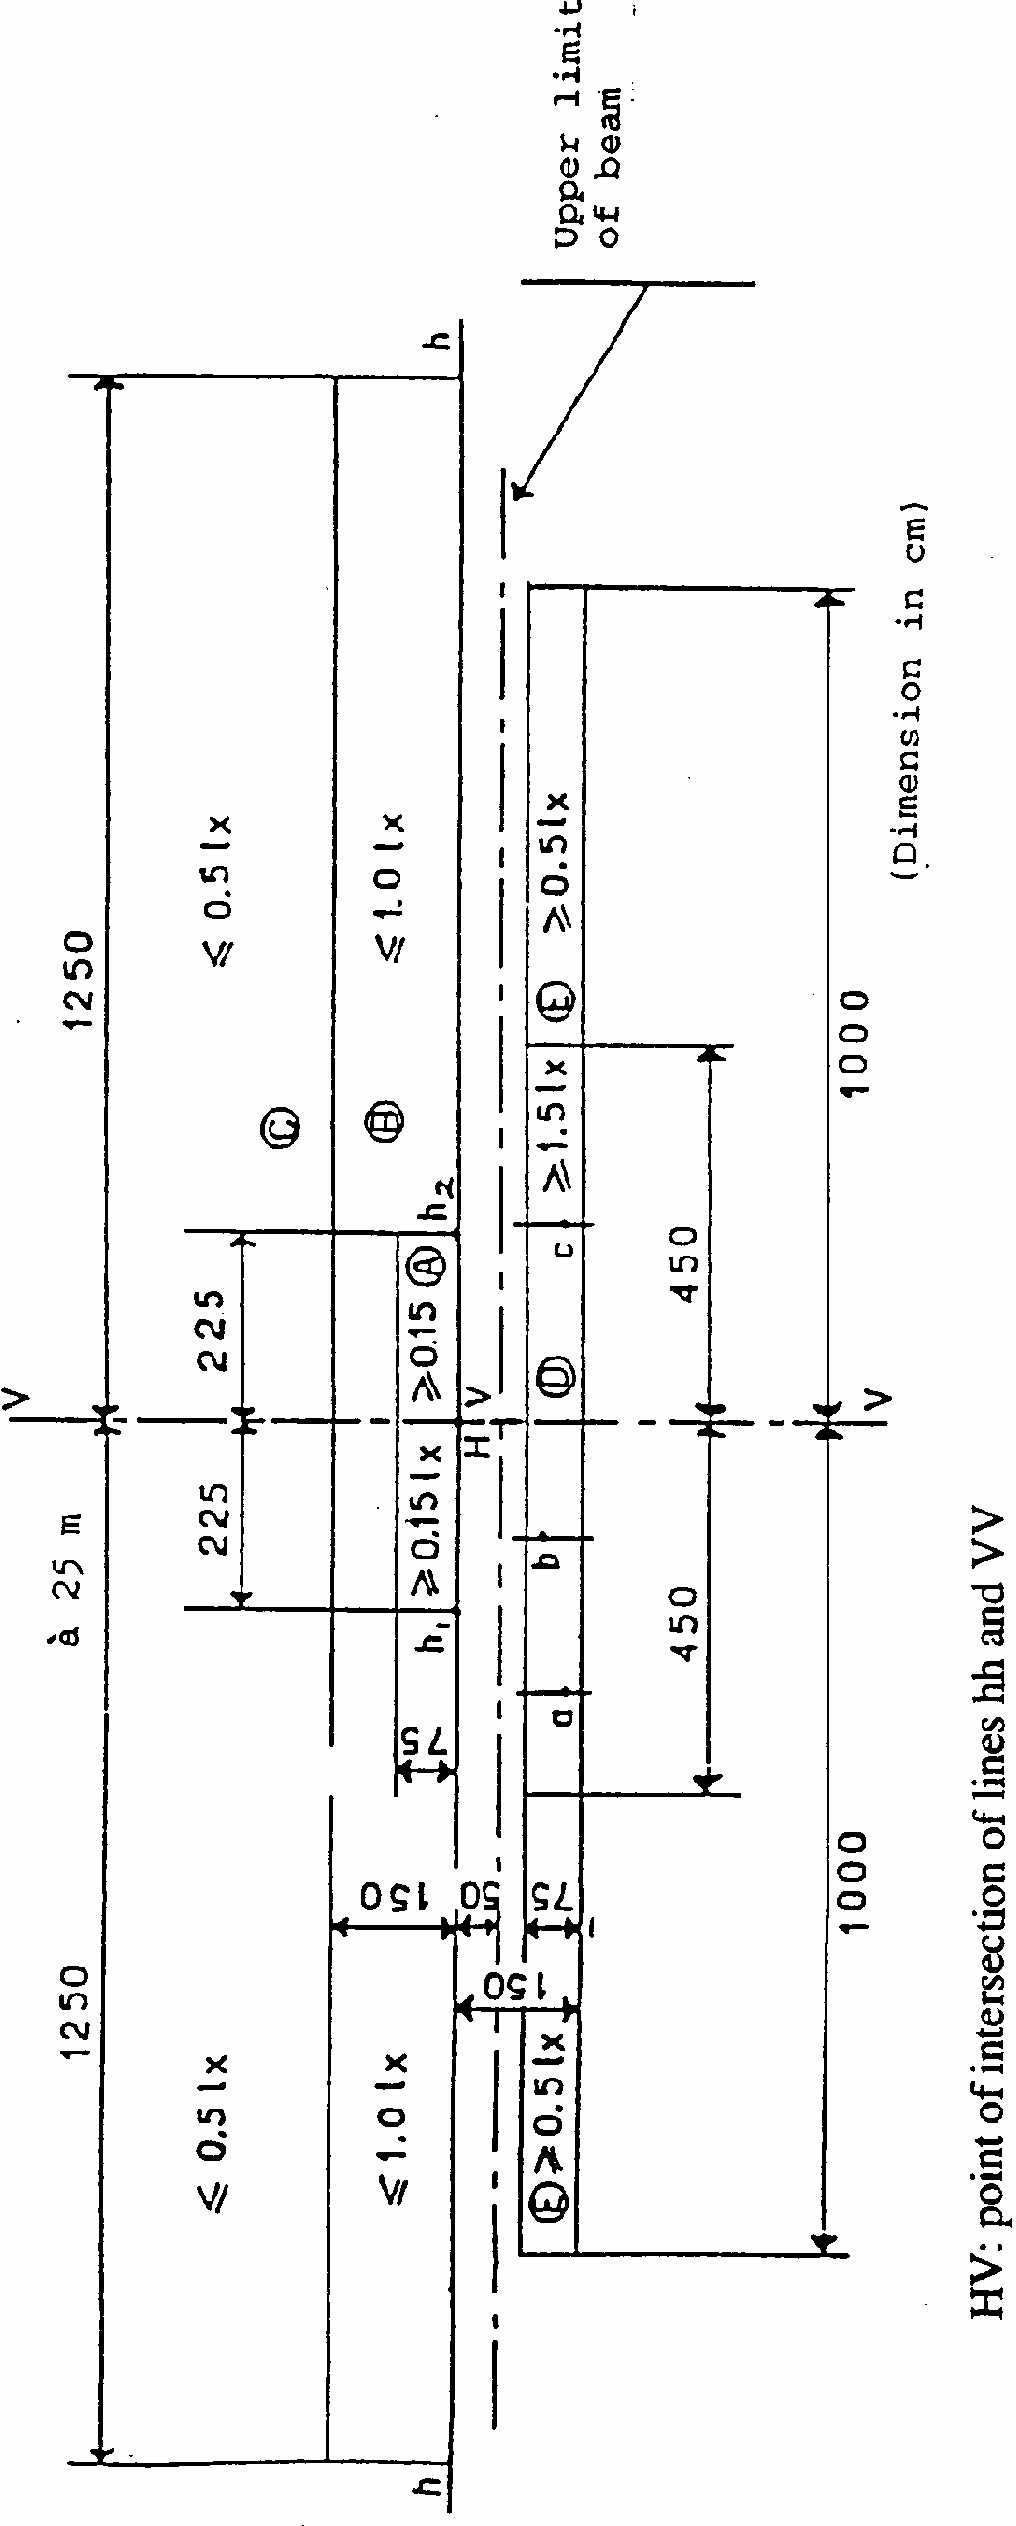 V
à 25 m
1250
1250
225
225
≤ 0.5 lx
≤ 0.5 lx
C
≤ 1.0 lx
B
≤ 1.0 lx
75
≥ 0.15 lx
≥ 0.15
A
h
h₁
h₂
h
H V
150
50
Upper limit
of beam
150
75
E ≥ 0.5 lx
a
b
D
c
≥ 1.5 lx
E
≥ 0.5 lx
450
450
1000
1000
V
(Dimension in cm)
HV: point of intersection of lines hh and VV